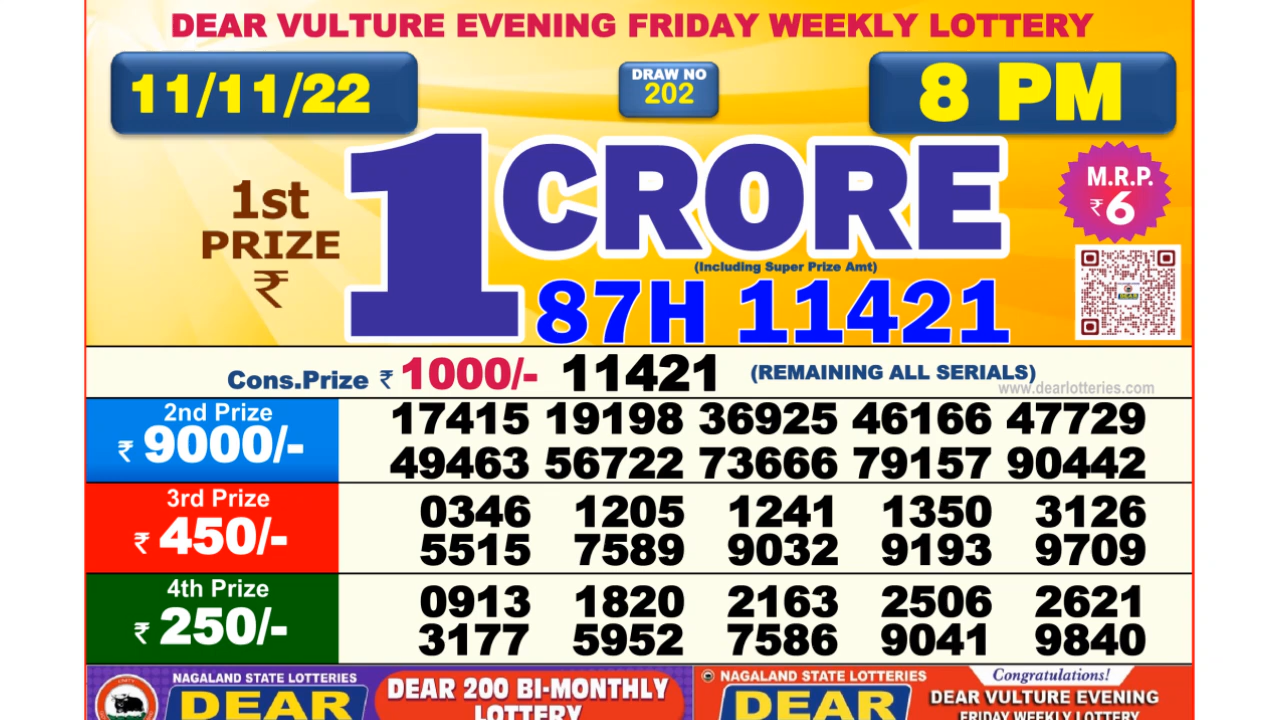 DEAR VULTURE EVENING FRIDAY WEEKLY LOTTERY
11/11/22
DRAW NO
202
8 PM
1st
PRIZE
₹
1 CRORE
(Including Super Prize Amt)
87H 11421
M.R.P.
₹6
DEAR
Cons.Prize ₹ 1000/- 11421 (REMAINING ALL SERIALS)
www.dearlotteries.com
2nd Prize
₹ 9000/-
17415 19198 36925 46166 47729
49463 56722 73666 79157 90442
3rd Prize
₹ 450/-
0346 1205 1241 1350 3126
5515 7589 9032 9193 9709
4th Prize
₹ 250/-
0913 1820 2163 2506 2621
3177 5952 7586 9041 9840
NAGALAND STATE LOTTERIES
DEAR
DEAR 200 BI-MONTHLY
LOTTERY
NAGALAND STATE LOTTERIES
DEAR
Congratulations!
DEAR VULTURE EVENING
FRIDAY WEEKLY LOTTERY